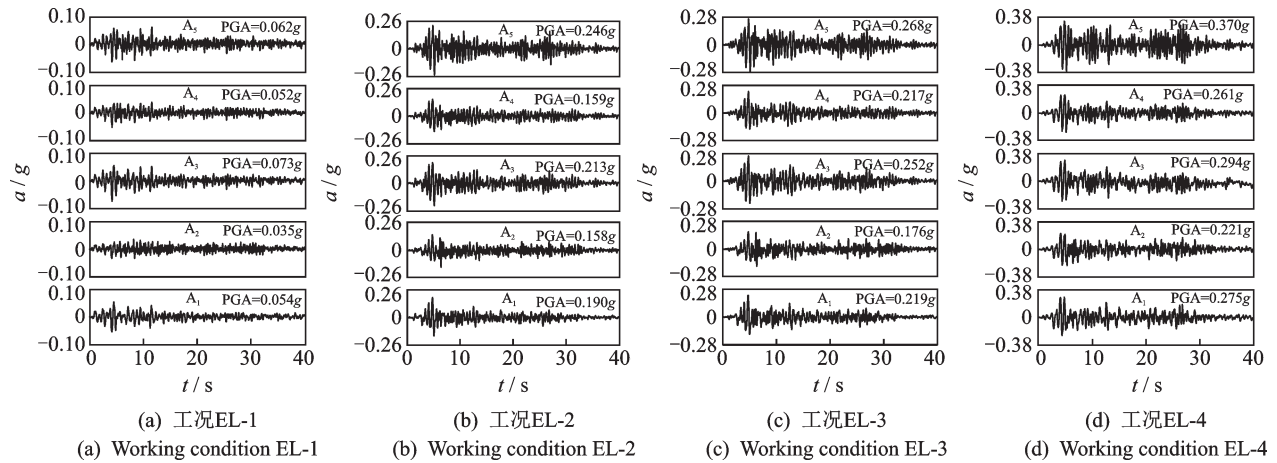 a / g
0.10
0
−0.10
A5 PGA=0.062g
0.10
0
−0.10
A4 PGA=0.052g
0.10
0
−0.10
A3 PGA=0.073g
0.10
0
−0.10
A2 PGA=0.035g
0.10
0
−0.10
A1 PGA=0.054g
0 10 20 30 40
t / s
(a) 工况EL-1
(a) Working condition EL-1
a / g
0.26
0
−0.26
A5 PGA=0.246g
0.26
0
−0.26
A4 PGA=0.159g
0.26
0
−0.26
A3 PGA=0.213g
0.26
0
−0.26
A2 PGA=0.158g
0.26
0
−0.26
A1 PGA=0.190g
0 10 20 30 40
t / s
(b) 工况EL-2
(b) Working condition EL-2
a / g
0.28
0
−0.28
A5 PGA=0.268g
0.28
0
−0.28
A4 PGA=0.217g
0.28
0
−0.28
A3 PGA=0.252g
0.28
0
−0.28
A2 PGA=0.176g
0.28
0
−0.28
A1 PGA=0.219g
0 10 20 30 40
t / s
(c) 工况EL-3
(c) Working condition EL-3
a / g
0.38
0
−0.38
A5 PGA=0.370g
0.38
0
−0.38
A4 PGA=0.261g
0.38
0
−0.38
A3 PGA=0.294g
0.38
0
−0.38
A2 PGA=0.221g
0.38
0
−0.38
A1 PGA=0.275g
0 10 20 30 40
t / s
(d) 工况EL-4
(d) Working condition EL-4